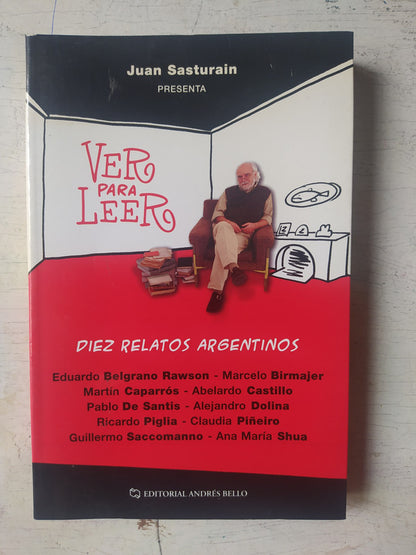 Juan Sasturain
PRESENTA
VER
PARA
LEER
DIEZ RELATOS ARGENTINOS
Eduardo Belgrano Rawson - Marcelo Birmajer
Martín Caparrós - Abelardo Castillo
Pablo De Santis - Alejandro Dolina
Ricardo Piglia - Claudia Piñeiro
Guillermo Saccomanno - Ana María Shua
EDITORIAL ANDRÉS BELLO